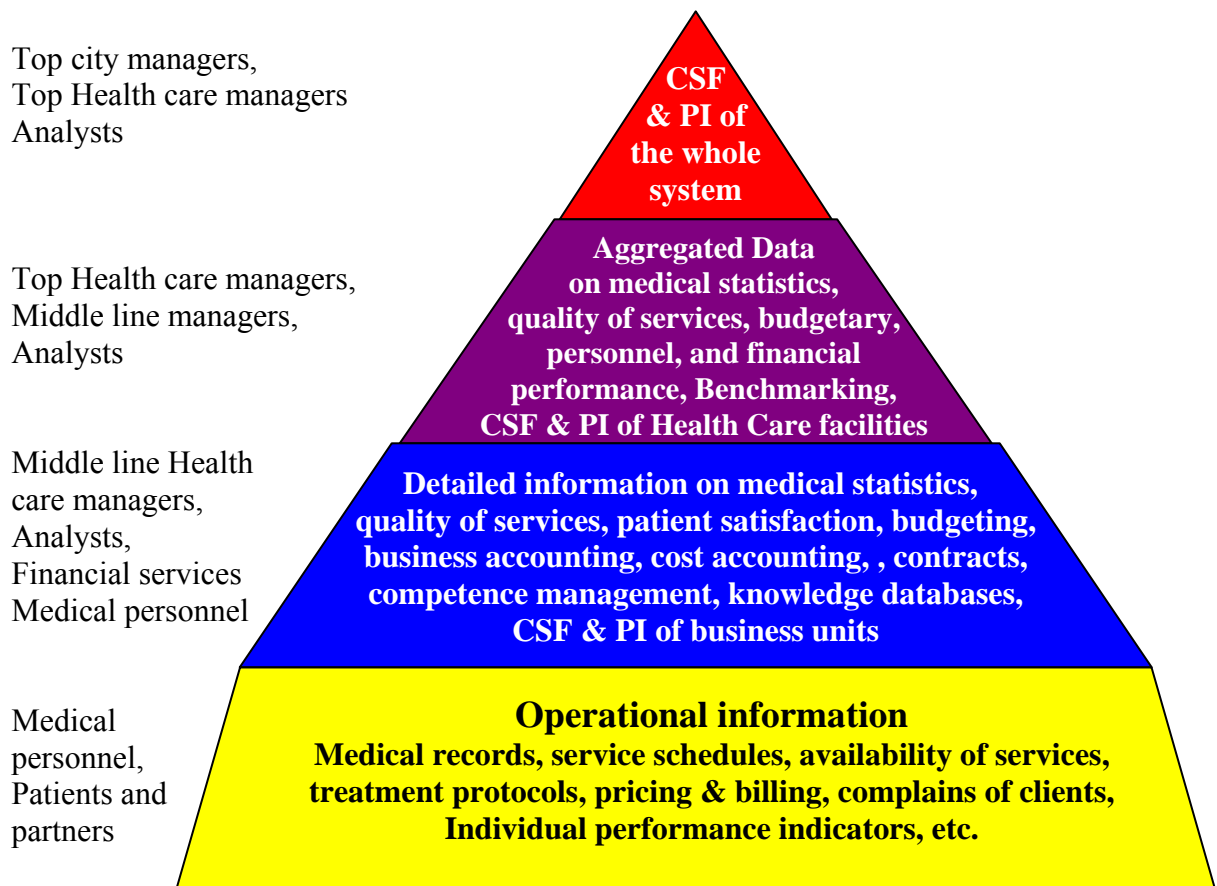 Top city managers,
Top Health care managers
Analysts
CSF
& PI of
the whole
system
Top Health care managers,
Middle line managers,
Analysts
Aggregated Data
on medical statistics,
quality of services, budgetary,
personnel, and financial
performance, Benchmarking,
CSF & PI of Health Care facilities
Middle line Health
care managers,
Analysts,
Financial services
Medical personnel
Detailed information on medical statistics,
quality of services, patient satisfaction, budgeting,
business accounting, cost accounting, , contracts,
competence management, knowledge databases,
CSF & PI of business units
Medical
personnel,
Patients and
partners
Operational information
Medical records, service schedules, availability of services,
treatment protocols, pricing & billing, complains of clients,
Individual performance indicators, etc.